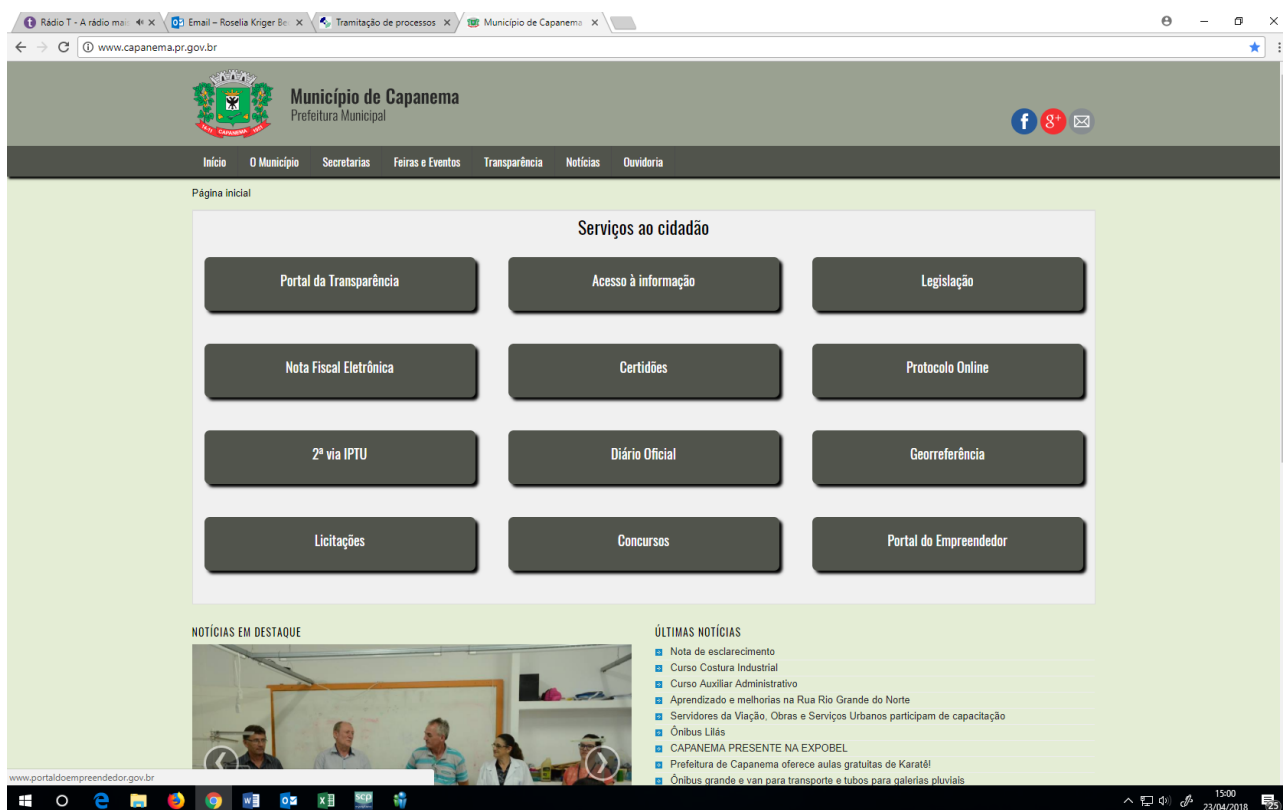 Rádio T - A rádio mais
Email – Roselia Kriger Be
Tramitação de processos
Município de Capanema
www.capanema.pr.gov.br
Município de Capanema
Prefeitura Municipal
CAPANEMA
Início O Município Secretarias Feiras e Eventos Transparência Notícias Ouvidoria
Página inicial
Serviços ao cidadão
Portal da Transparência Acesso à informação Legislação
Nota Fiscal Eletrônica Certidões Protocolo Online
2ª via IPTU Diário Oficial Georreferência
Licitações Concursos Portal do Empreendedor
NOTÍCIAS EM DESTAQUE
ÚLTIMAS NOTÍCIAS
Nota de esclarecimento
Curso Costura Industrial
Curso Auxiliar Administrativo
Aprendizado e melhorias na Rua Rio Grande do Norte
Servidores da Viação, Obras e Serviços Urbanos participam de capacitação
Ônibus Lilás
CAPANEMA PRESENTE NA EXPOBEL
Prefeitura de Capanema oferece aulas gratuitas de Karatê!
Ônibus grande e van para transporte e tubos para galerias pluviais
www.portaldoempreendedor.gov.br
15:00
23/04/2018
25